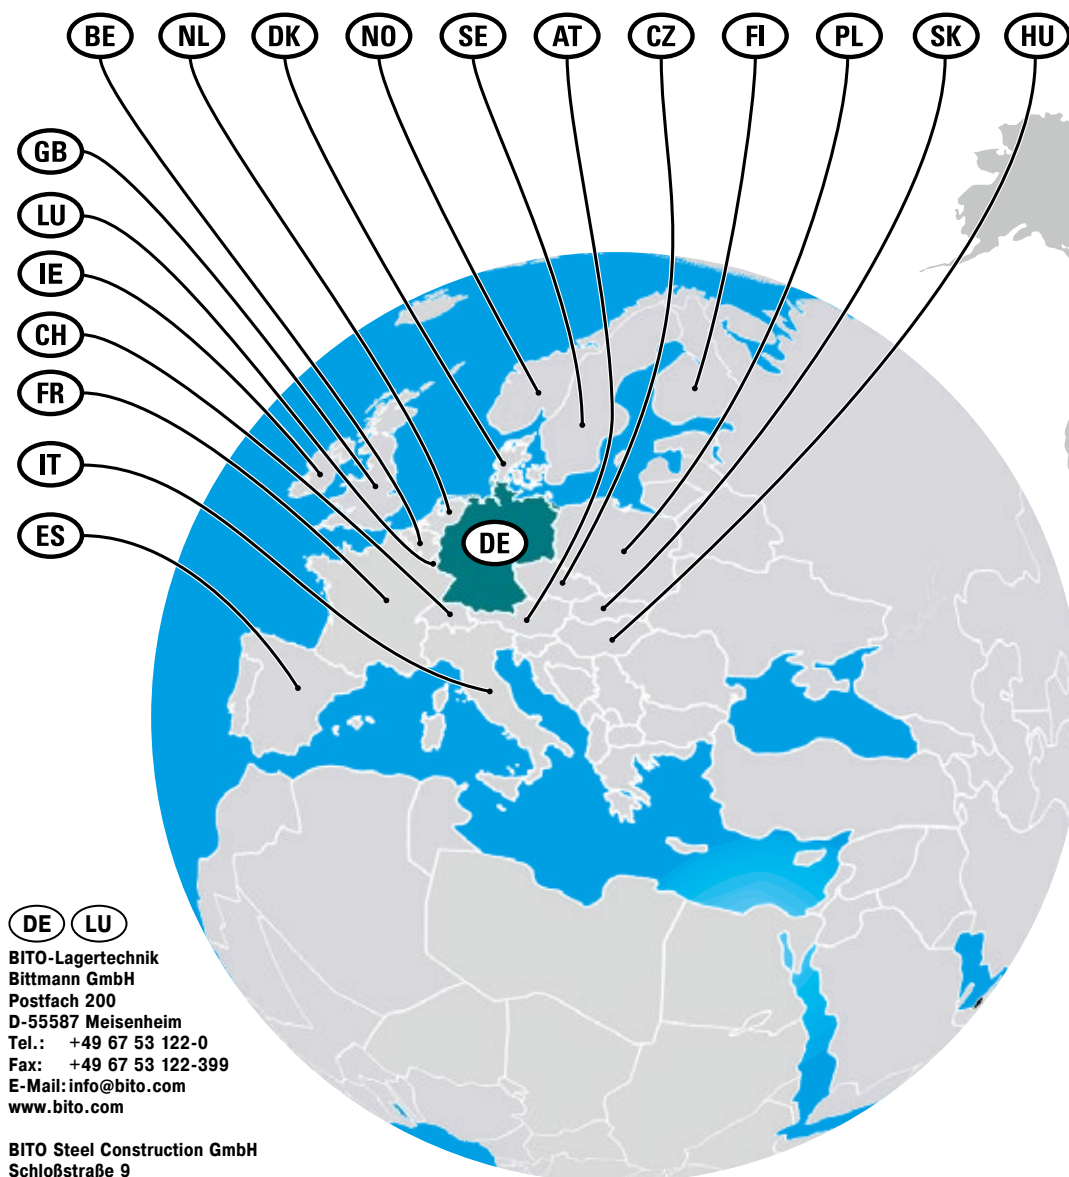 BE NL DK NO SE AT CZ FI PL SK HU
GB
LU
IE
CH
FR
IT
ES
DE
DE LU
BITO-Lagertechnik
Bittmann GmbH
Postfach 200
D-55587 Meisenheim
Tel.: +49 67 53 122-0
Fax: +49 67 53 122-399
E-Mail: info@bito.com
www.bito.com
BITO Steel Construction GmbH
Schloßstraße 9